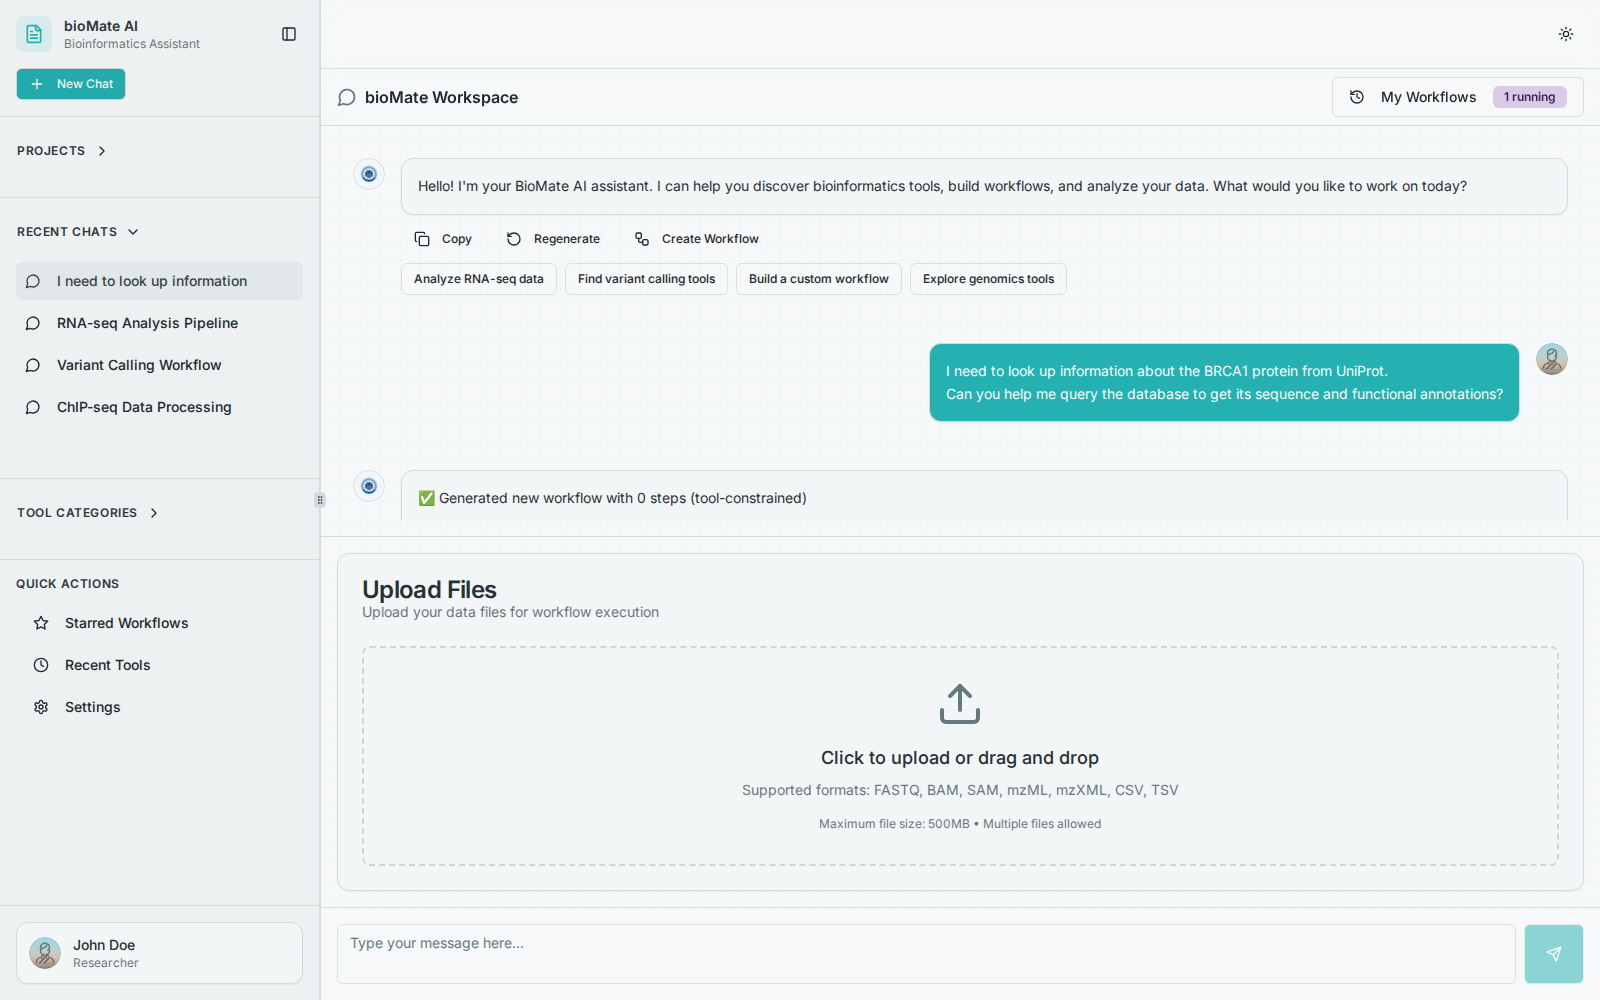 bioMate AI
Bioinformatics Assistant
New Chat
PROJECTS
RECENT CHATS
I need to look up information
RNA-seq Analysis Pipeline
Variant Calling Workflow
ChIP-seq Data Processing
TOOL CATEGORIES
QUICK ACTIONS
Starred Workflows
Recent Tools
Settings
John Doe
Researcher
bioMate Workspace
My Workflows
1 running
Hello! I'm your BioMate AI assistant. I can help you discover bioinformatics tools, build workflows, and analyze your data. What would you like to work on today?
Copy
Regenerate
Create Workflow
Analyze RNA-seq data
Find variant calling tools
Build a custom workflow
Explore genomics tools
I need to look up information about the BRCA1 protein from UniProt.
Can you help me query the database to get its sequence and functional annotations?
✅ Generated new workflow with 0 steps (tool-constrained)
Upload Files
Upload your data files for workflow execution
Click to upload or drag and drop
Supported formats: FASTQ, BAM, SAM, mzML, mzXML, CSV, TSV
Maximum file size: 500MB • Multiple files allowed
Type your message here...